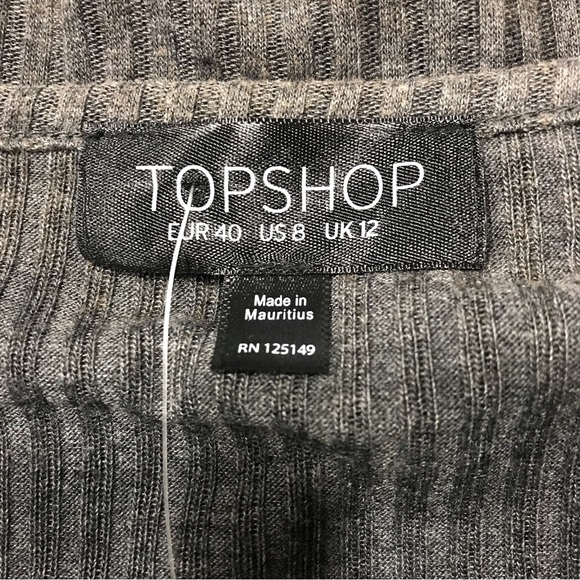 TOPSHOP
EUR 40 US 8 UK 12
Made in
Mauritius
RN 125149